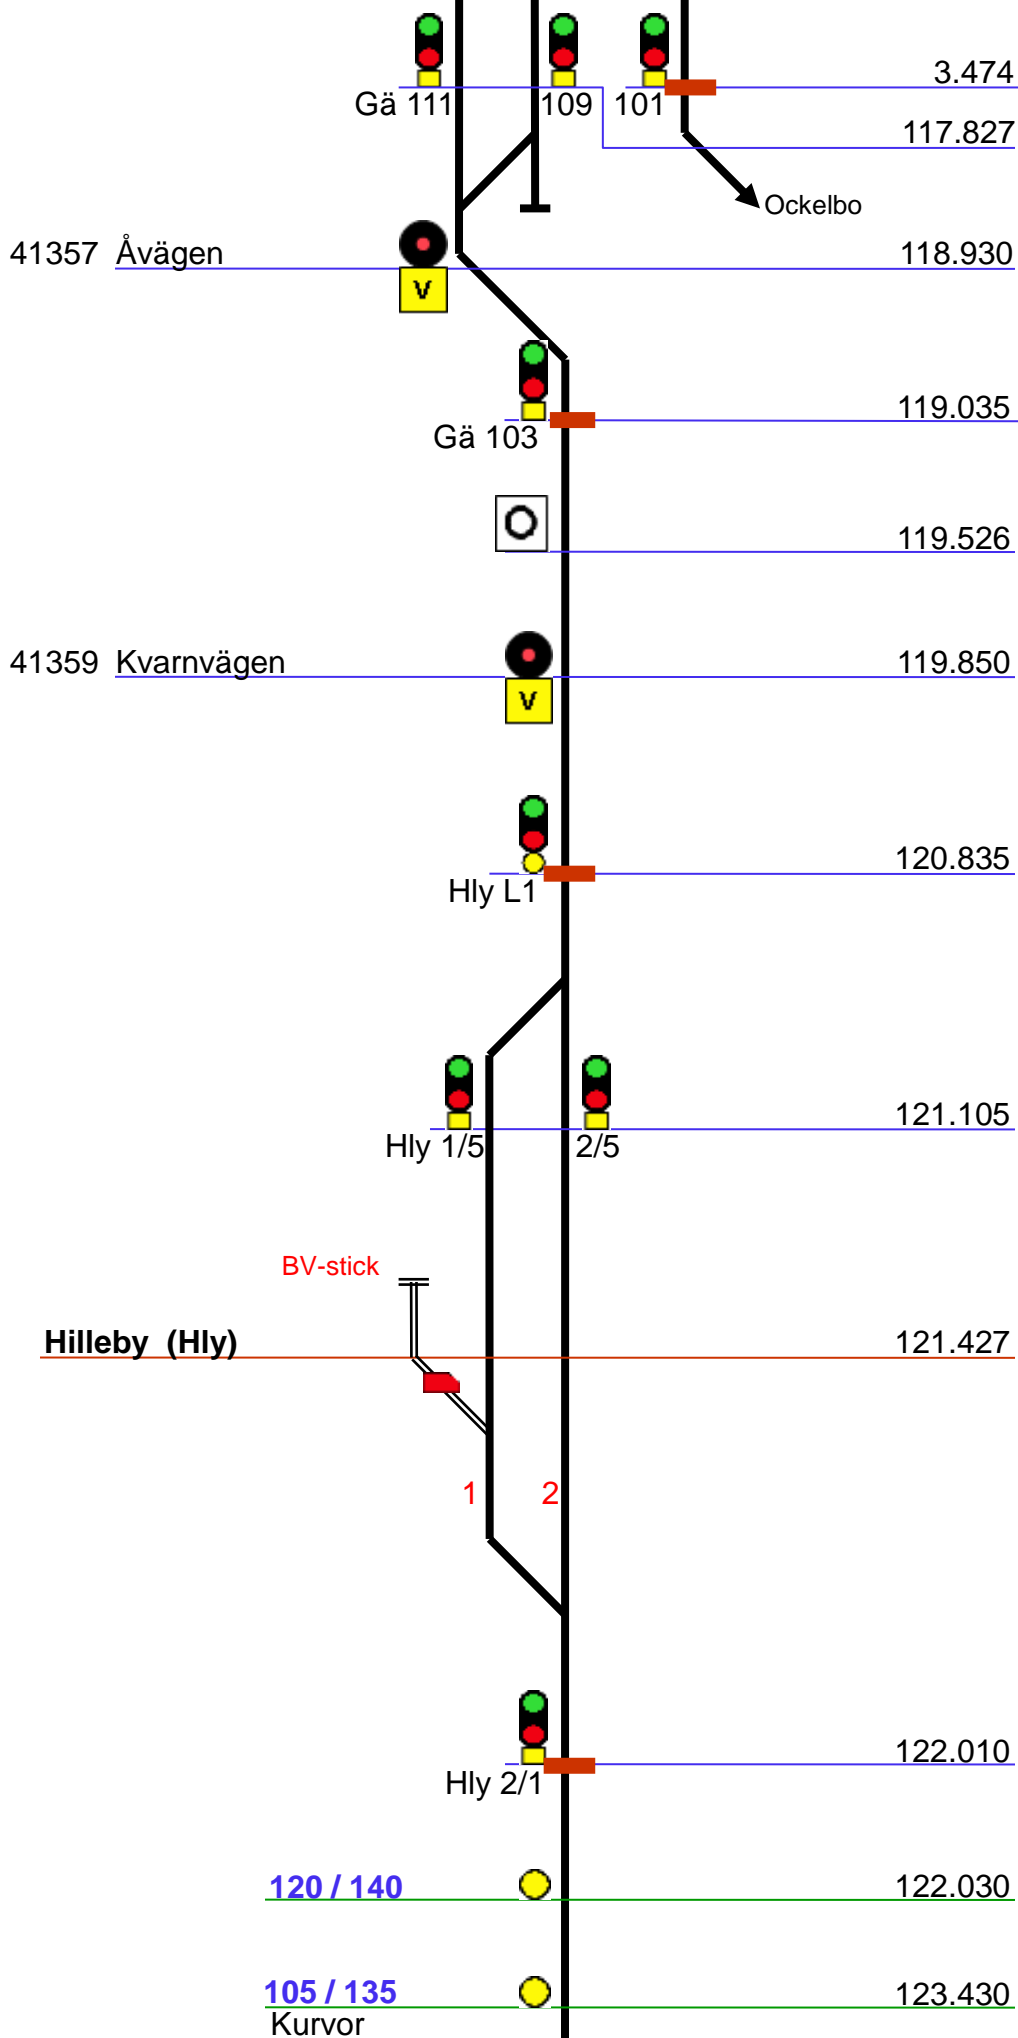 3.474
Gä 111 109 101
117.827
Ockelbo
41357 Åvägen 118.930
V
119.035
Gä 103
O
119.526
41359 Kvarnvägen 119.850
V
120.835
Hly L1
121.105
Hly 1/5 2/5
BV-stick
Hilleby (Hly) 121.427
1 2
122.010
Hly 2/1
120 / 140 122.030
105 / 135 123.430
Kurvor